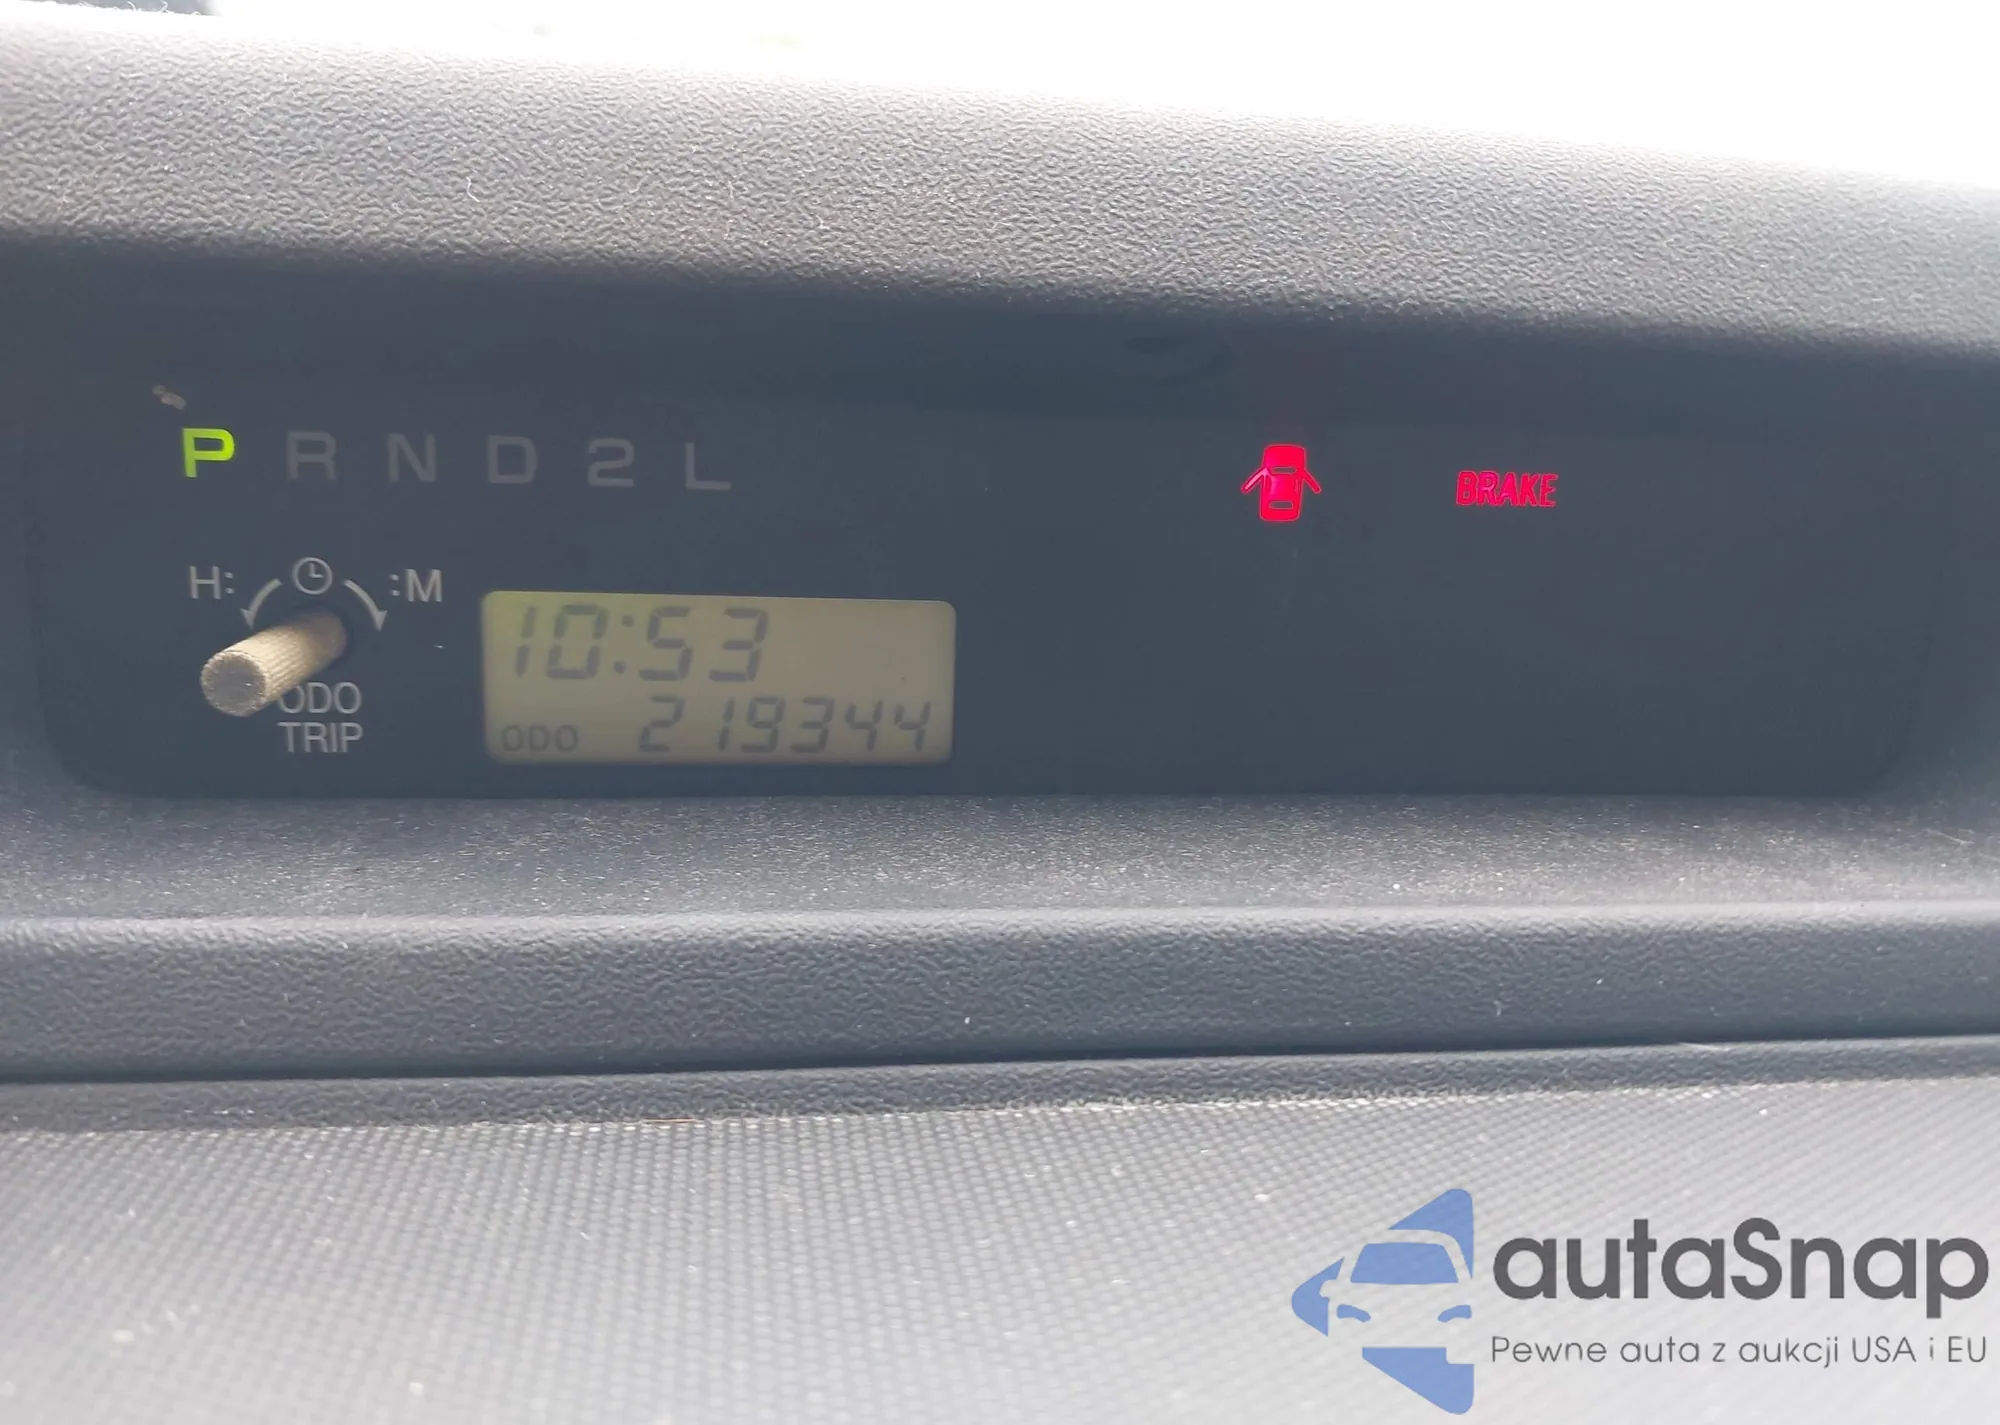 P R N D 2 L
BRAKE
H: :M
10:53
ODO
TRIP
ODO 219344
autaSnap
Pewne auta z aukcji USA i EU